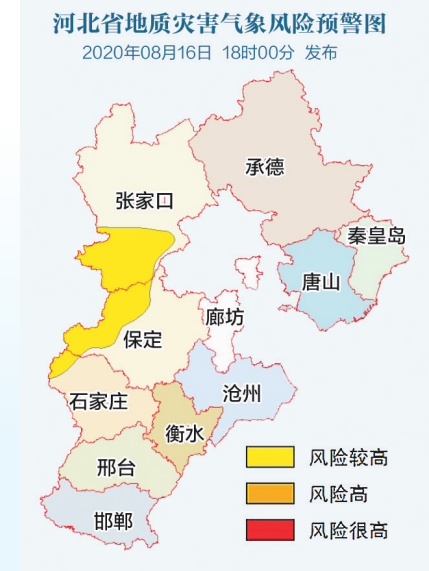 河北省地质灾害气象风险预警图
2020年08月16日 18时00分 发布
承德
张家口
秦皇岛
唐山
廊坊
保定
沧州
石家庄
衡水
邢台
邯郸
风险较高
风险高
风险很高